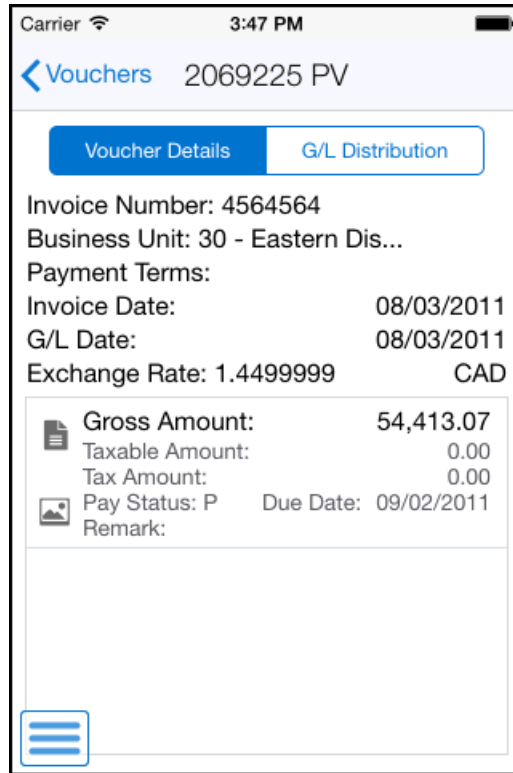 Carrier 3:47 PM
Vouchers 2069225 PV
Voucher Details G/L Distribution
Invoice Number: 4564564
Business Unit: 30 - Eastern Dis...
Payment Terms:
Invoice Date: 08/03/2011
G/L Date: 08/03/2011
Exchange Rate: 1.4499999 CAD
Gross Amount: 54,413.07
Taxable Amount: 0.00
Tax Amount: 0.00
Pay Status: P Due Date: 09/02/2011
Remark: